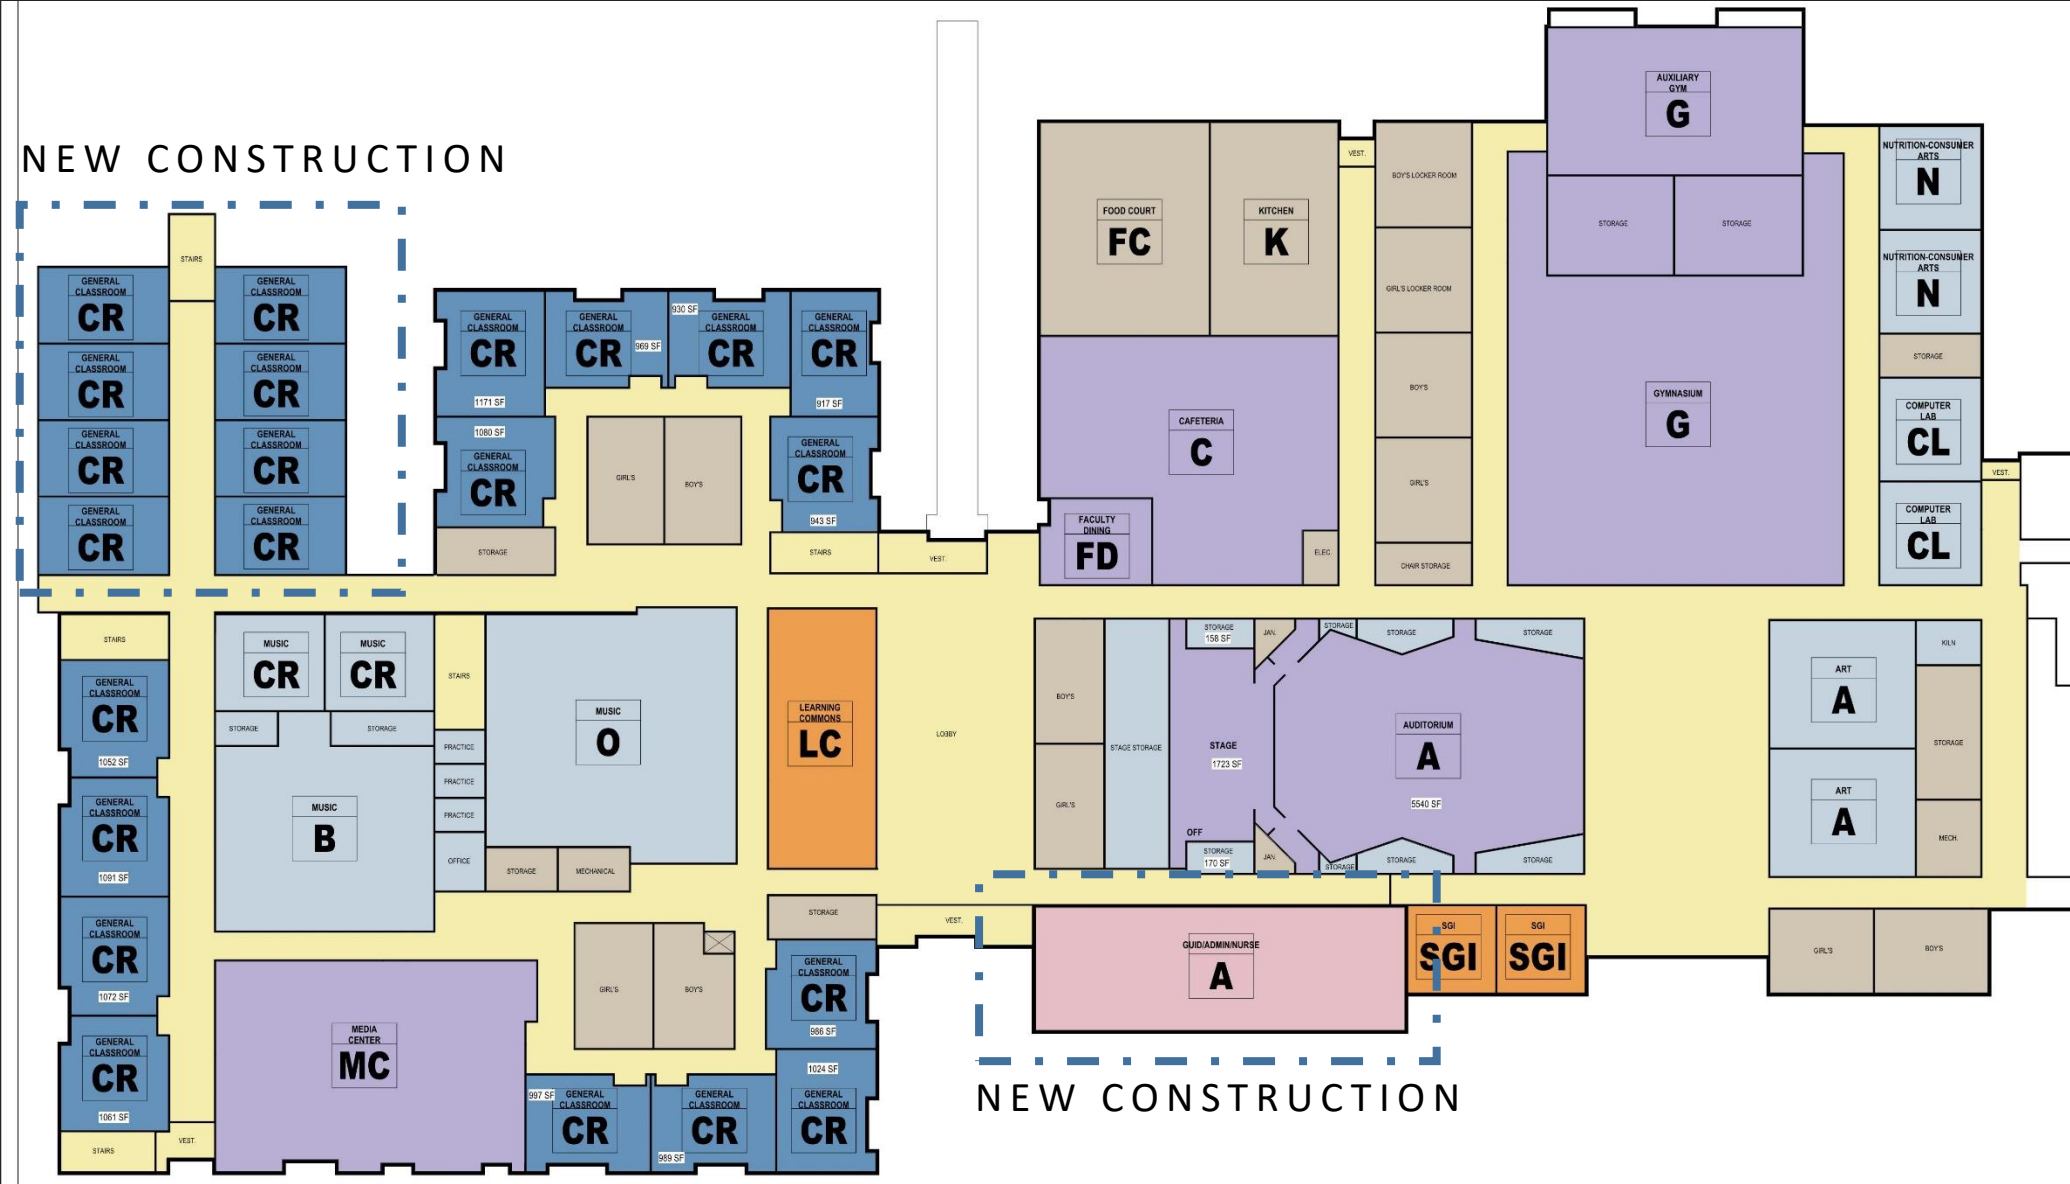 NEW CONSTRUCTION
STAIRS
GENERAL
CLASSROOM
CR
GENERAL
CLASSROOM
CR
GENERAL
CLASSROOM
CR
GENERAL
CLASSROOM
CR
GENERAL
CLASSROOM
CR
GENERAL
CLASSROOM
CR
GENERAL
CLASSROOM
CR
GENERAL
CLASSROOM
CR
GENERAL
CLASSROOM
CR
1171 SF
GENERAL
CLASSROOM
CR
969 SF
930 SF
GENERAL
CLASSROOM
CR
GENERAL
CLASSROOM
CR
917 SF
1080 SF
GENERAL
CLASSROOM
CR
STORAGE
GIRL'S
BOY'S
GENERAL
CLASSROOM
CR
943 SF
STAIRS
VEST.
FOOD COURT
FC
KITCHEN
K
VEST.
CAFETERIA
C
FACULTY
DINING
FD
ELEC.
BOY'S LOCKER ROOM
GIRL'S LOCKER ROOM
BOY'S
GIRL'S
CHAIR STORAGE
AUXILIARY
GYM
G
STORAGE
STORAGE
GYMNASIUM
G
NUTRITION-CONSUMER
ARTS
N
NUTRITION-CONSUMER
ARTS
N
STORAGE
COMPUTER
LAB
CL
COMPUTER
LAB
CL
VEST.
STAIRS
GENERAL
CLASSROOM
CR
1052 SF
GENERAL
CLASSROOM
CR
1091 SF
GENERAL
CLASSROOM
CR
1072 SF
GENERAL
CLASSROOM
CR
1061 SF
STAIRS
VEST.
MUSIC
CR
MUSIC
CR
STORAGE
STORAGE
MUSIC
B
STAIRS
PRACTICE
PRACTICE
PRACTICE
OFFICE
MUSIC
O
STORAGE
MECHANICAL
LEARNING
COMMONS
LC
LOBBY
BOY'S
GIRL'S
STAGE STORAGE
STORAGE
158 SF
JAN.
STORAGE
STORAGE
STORAGE
STAGE
1723 SF
AUDITORIUM
A
5540 SF
OFF
STORAGE
170 SF
JAN.
STORAGE
STORAGE
STORAGE
ART
A
ART
A
KILN
STORAGE
MECH.
MEDIA
CENTER
MC
GIRL'S
BOY'S
STORAGE
VEST.
GENERAL
CLASSROOM
CR
986 SF
1024 SF
GENERAL
CLASSROOM
CR
997 SF
GENERAL
CLASSROOM
CR
GENERAL
CLASSROOM
CR
989 SF
GUID/ADMIN/NURSE
A
SGI
SGI
SGI
SGI
GIRL'S
BOY'S
NEW CONSTRUCTION